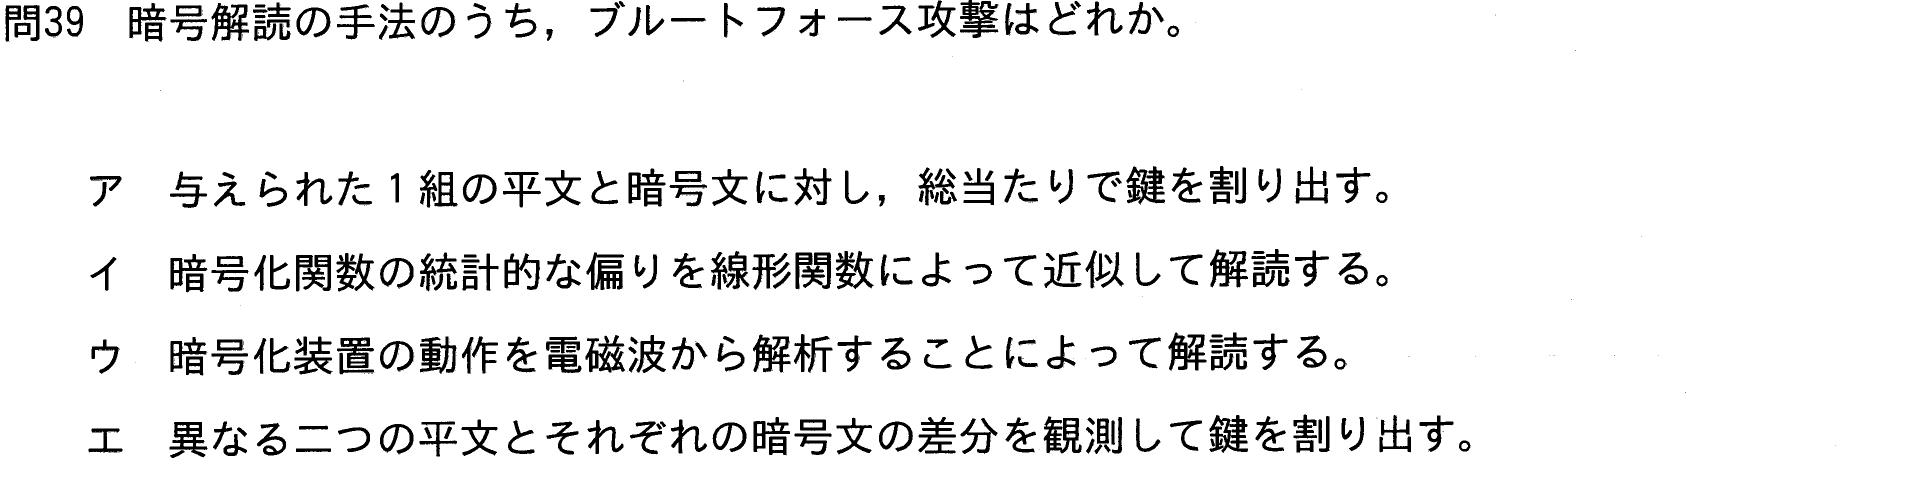 問39　暗号解読の手法のうち，ブルートフォース攻撃はどれか。
ア　与えられた1組の平文と暗号文に対し，総当たりで鍵を割り出す。
イ　暗号化関数の統計的な偏りを線形関数によって近似して解読する。
ウ　暗号化装置の動作を電磁波から解析することによって解読する。
エ　異なる二つの平文とそれぞれの暗号文の差分を観測して鍵を割り出す。